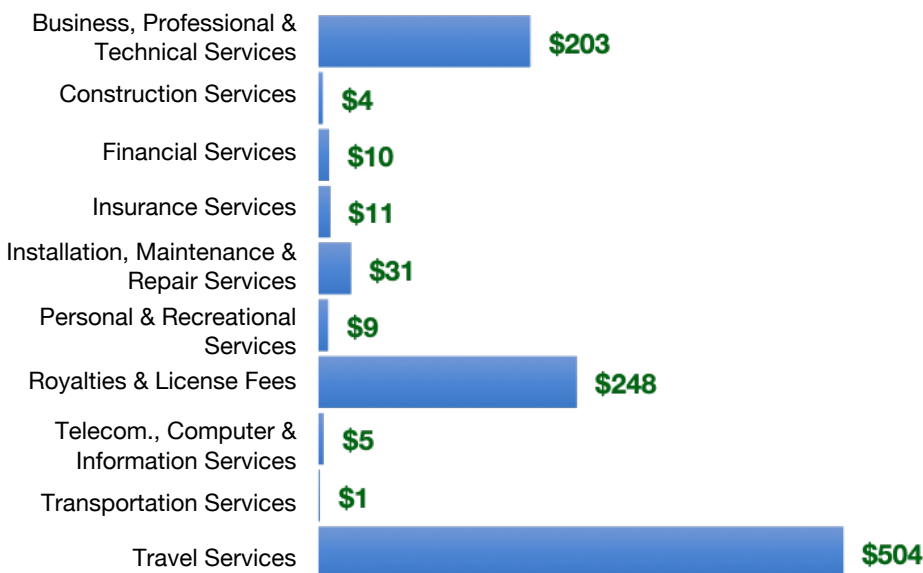 Business, Professional &
Technical Services
$203
Construction Services
$4
Financial Services
$10
Insurance Services
$11
Installation, Maintenance &
Repair Services
$31
Personal & Recreational
Services
$9
Royalties & License Fees
$248
Telecom., Computer &
Information Services
$5
Transportation Services
$1
Travel Services
$504